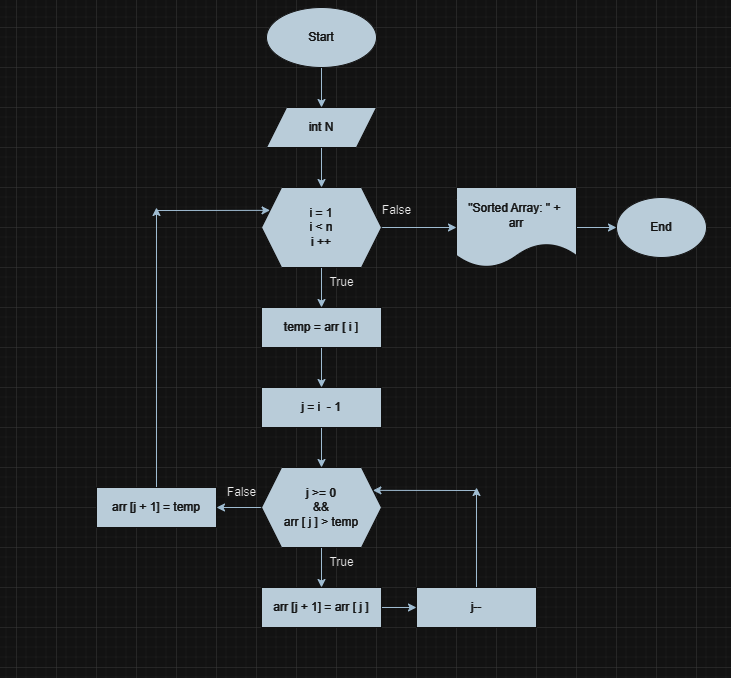 Start
int N
i = 1
i < n
i ++
False
"Sorted Array: " +
arr
End
True
temp = arr [ i ]
j = i - 1
j >= 0
&&
arr [ j ] > temp
False
arr [j + 1] = temp
True
arr [j + 1] = arr [ j ]
j--